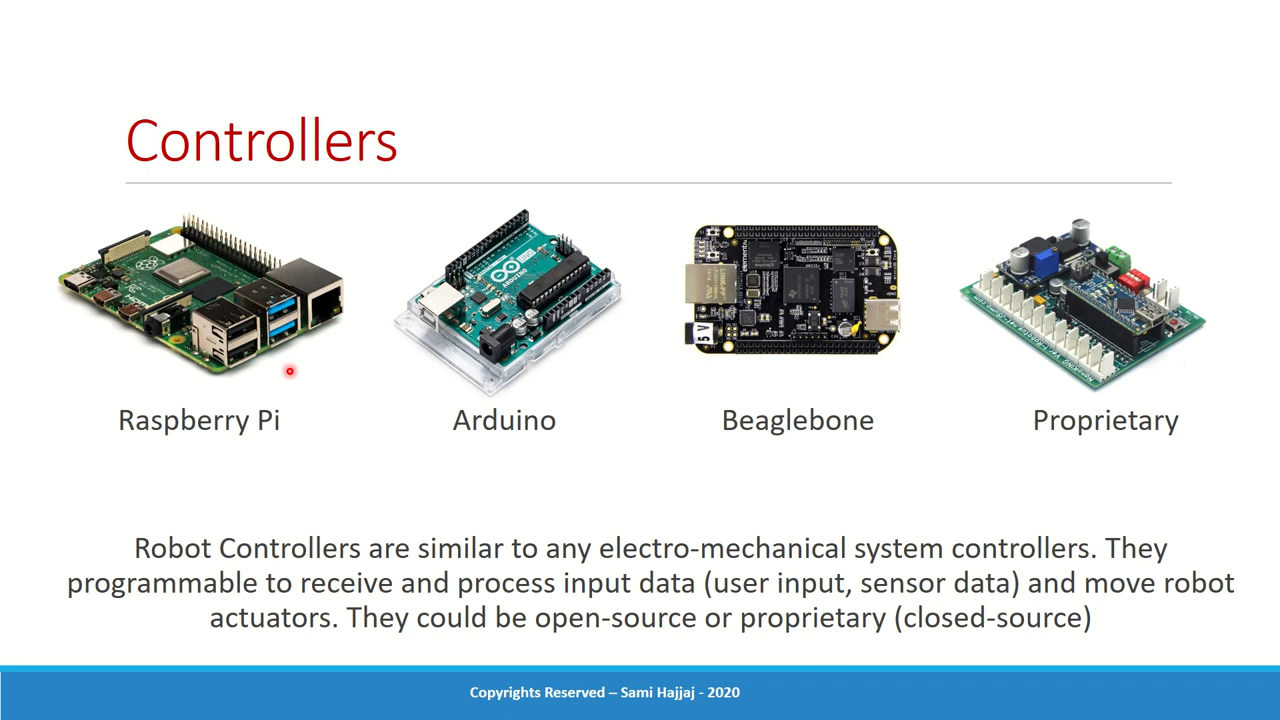 Controllers
Raspberry Pi
Arduino
Beaglebone
Proprietary
Robot Controllers are similar to any electro-mechanical system controllers. They
programmable to receive and process input data (user input, sensor data) and move robot
actuators. They could be open-source or proprietary (closed-source)
Copyrights Reserved – Sami Hajjaj - 2020
ARDUINO
5 V